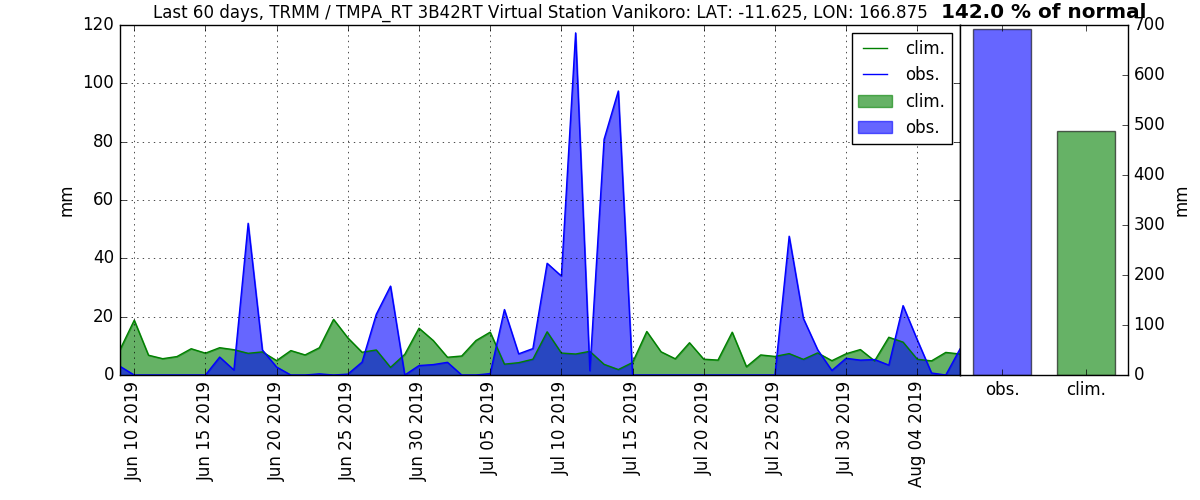 Last 60 days, TRMM / TMPA_RT 3B42RT Virtual Station Vanikoro: LAT: -11.625, LON: 166.875
142.0 % of normal
120
100
80
60
40
20
0
mm
clim.
obs.
clim.
obs.
700
600
500
400
300
200
100
0
mm
Jun 10 2019
Jun 15 2019
Jun 20 2019
Jun 25 2019
Jun 30 2019
Jul 05 2019
Jul 10 2019
Jul 15 2019
Jul 20 2019
Jul 25 2019
Jul 30 2019
Aug 04 2019
obs.
clim.